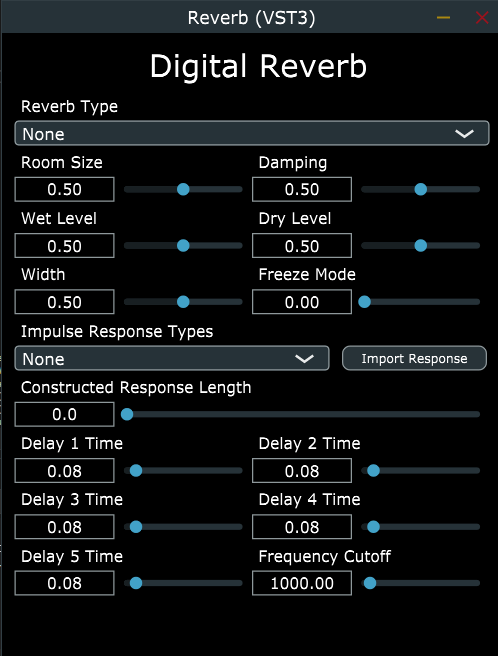 Reverb (VST3)
Digital Reverb
Reverb Type
None
Room Size Damping
0.50 0.50
Wet Level Dry Level
0.50 0.50
Width Freeze Mode
0.50 0.00
Impulse Response Types
None Import Response
Constructed Response Length
0.0
Delay 1 Time Delay 2 Time
0.08 0.08
Delay 3 Time Delay 4 Time
0.08 0.08
Delay 5 Time Frequency Cutoff
0.08 1000.00